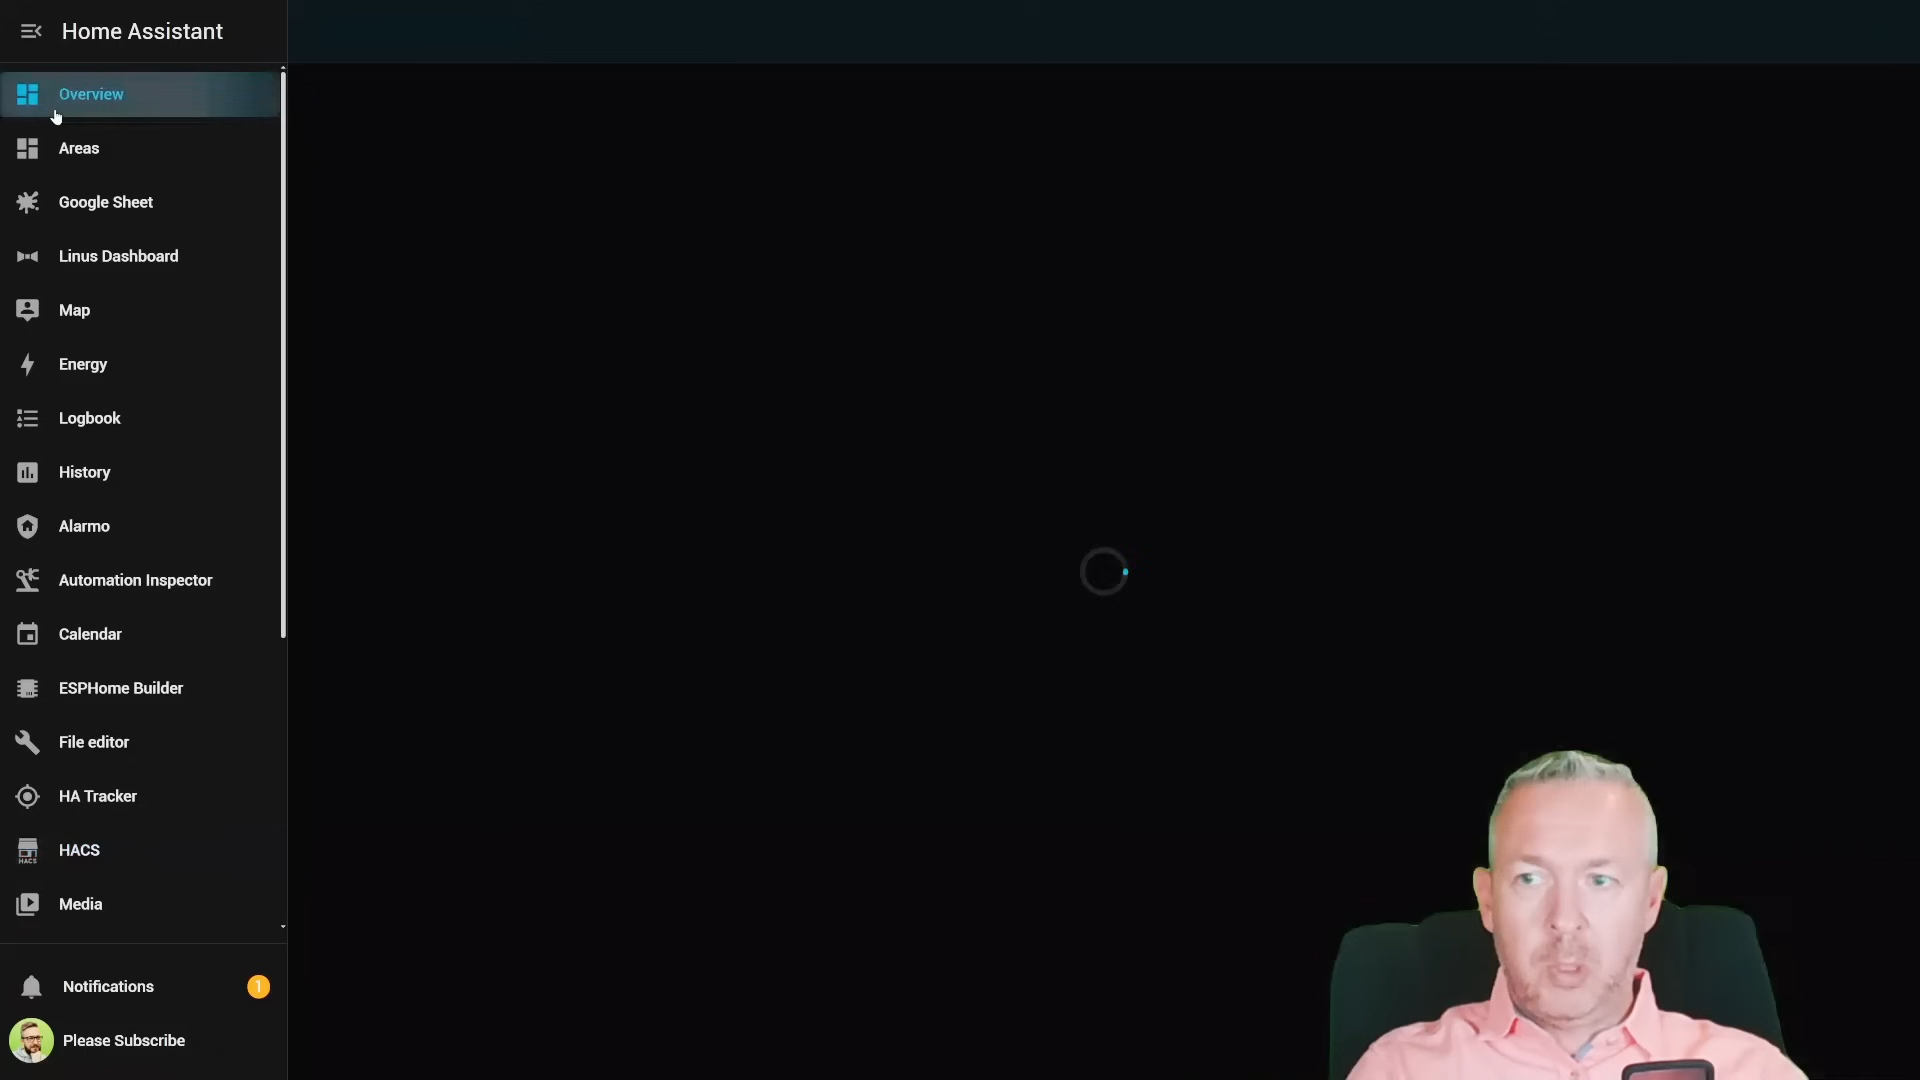 Home Assistant
Overview
Areas
Google Sheet
Linus Dashboard
Map
Energy
Logbook
History
Alarmo
Automation Inspector
Calendar
ESPHome Builder
File editor
HA Tracker
HACS
HACS
Media
Notifications 1
Please Subscribe